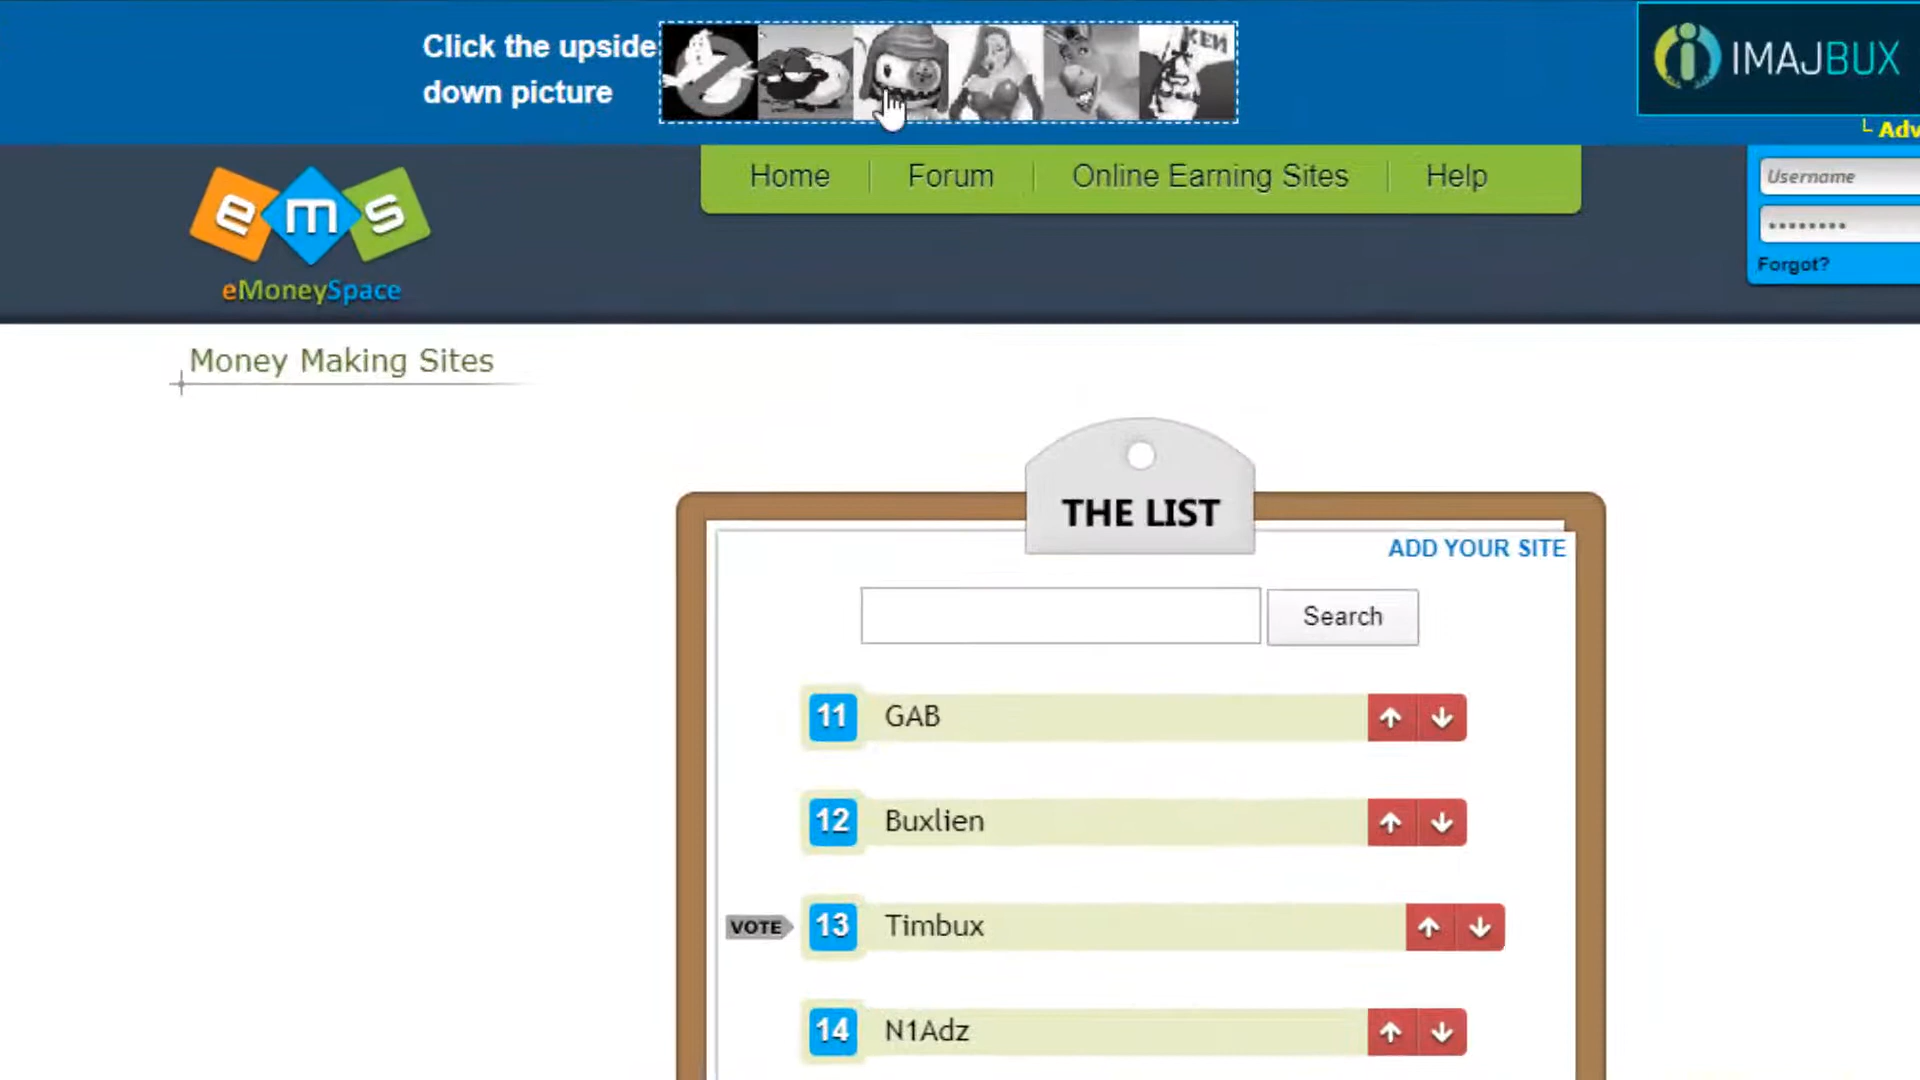 Click the upside
down picture
KEN
IMAJBUX
Adv
Home
Forum
Online Earning Sites
Help
Username
Forgot?
ems
eMoneySpace
Money Making Sites
THE LIST
ADD YOUR SITE
Search
11 GAB
12 Buxlien
VOTE 13 Timbux
14 N1Adz